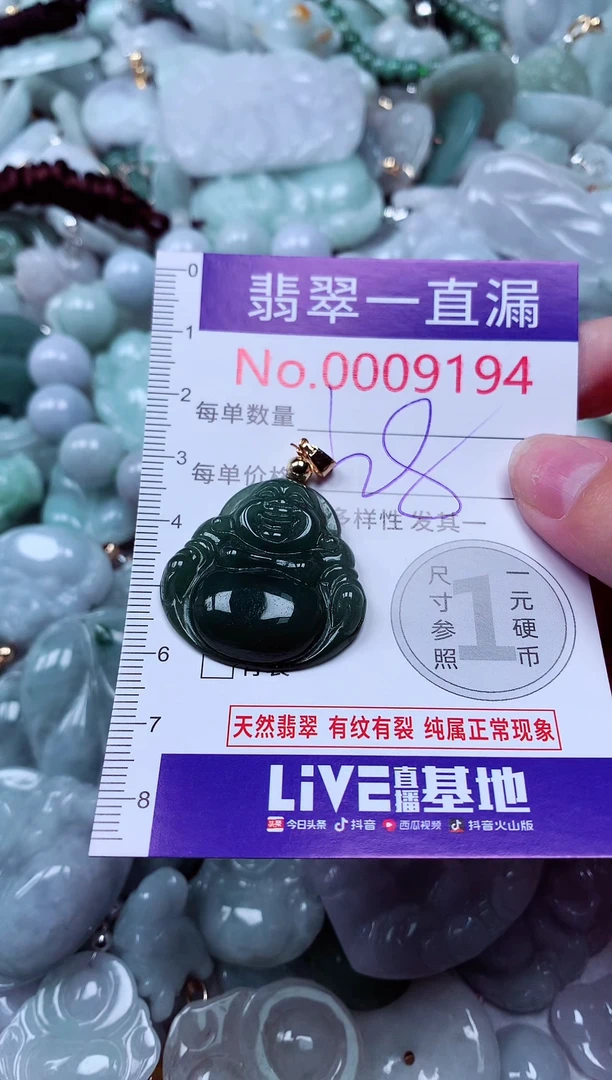 0
翡翠一直漏
1
No.0009194
2
每单数量
3
每单价格
4
多样性 发其一
尺寸参照
1
一元硬币
6
7
天然翡翠 有纹有裂 纯属正常现象
8
LiVE直播基地
今日头条 抖音 西瓜视频 抖音火山版